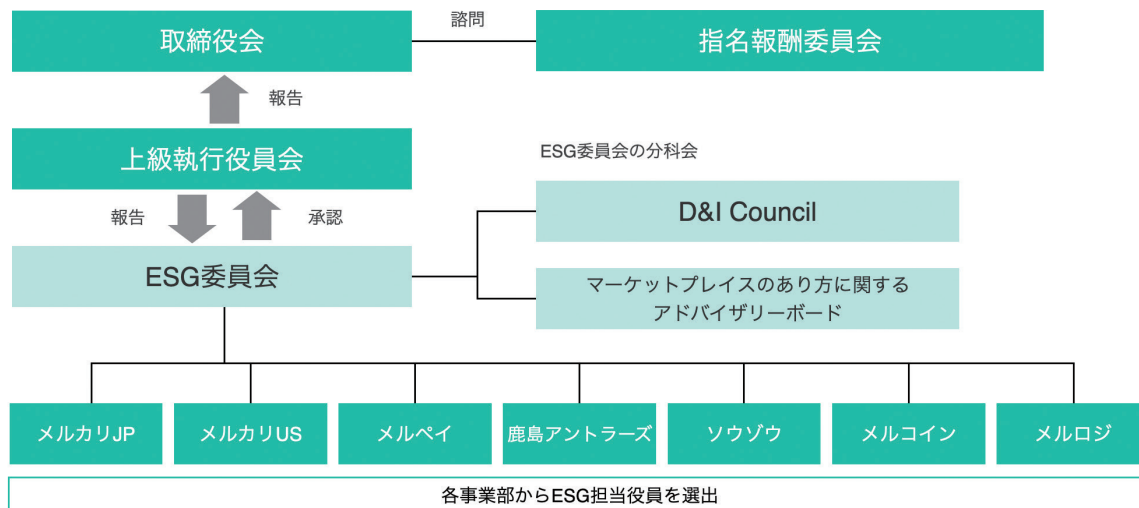 取締役会
諮問
指名報酬委員会
報告
上級執行役員会
ESG委員会の分科会
報告
承認
D&I Council
ESG委員会
マーケットプレイスのあり方に関する
アドバイザリーボード
メルカリJP
メルカリUS
メルペイ
鹿島アントラーズ
ソウゾウ
メルコイン
メルロジ
各事業部からESG担当役員を選出